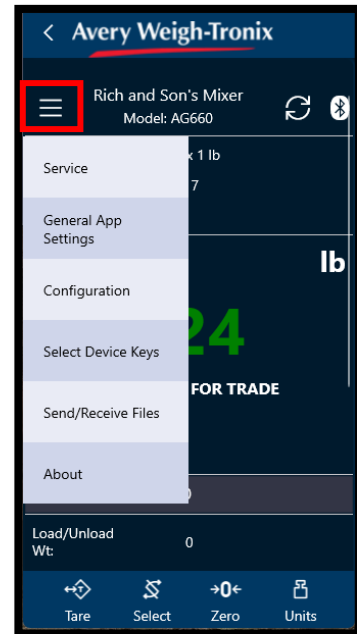 Avery Weigh-Tronix
Rich and Son's Mixer
Model: AG660
x 1 lb
Service
7
General App
Settings
lb
Configuration
24
Select Device Keys
FOR TRADE
Send/Receive Files
About
Load/Unload
Wt:
0
→0←
Tare
Select
Zero
Units